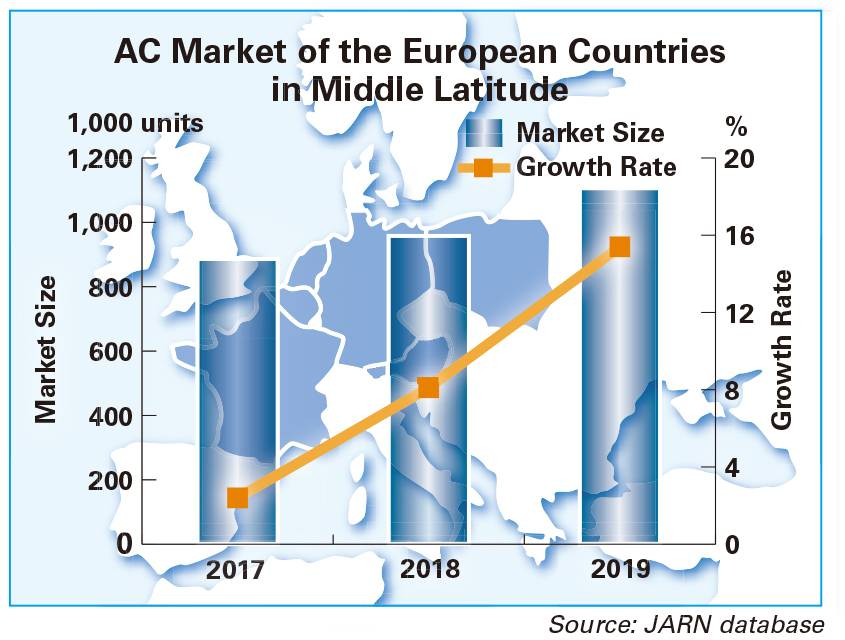 AC Market of the European Countries
in Middle Latitude
1,000 units
%
Market Size
Growth Rate
1,200
1,000
800
600
400
200
0
Market Size
20
16
12
8
4
0
Growth Rate
2017
2018
2019
Source: JARN database